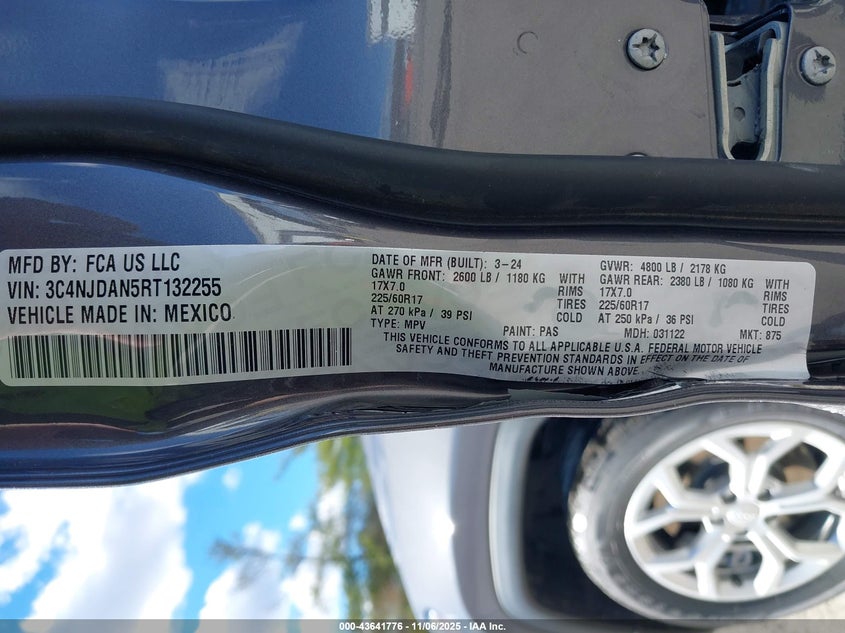 MFD BY: FCA US LLC
VIN: 3C4NJDAN5RT132255
VEHICLE MADE IN: MEXICO
DATE OF MFR (BUILT): 3-24
GAWR FRONT: 2600 LB / 1180 KG WITH
17X7.0 RIMS
225/60R17 TIRES
AT 270 kPa / 39 PSI COLD
TYPE: MPV
GVWR: 4800 LB / 2178 KG
GAWR REAR: 2380 LB / 1080 KG WITH
17X7.0 RIMS
225/60R17 TIRES
AT 250 kPa / 36 PSI COLD
PAINT: PAS MDH: 031122 MKT: 875
THIS VEHICLE CONFORMS TO ALL APPLICABLE U.S.A. FEDERAL MOTOR VEHICLE
SAFETY AND THEFT PREVENTION STANDARDS IN EFFECT ON THE DATE OF
MANUFACTURE SHOWN ABOVE
000-43641776 - 11/06/2025 - IAA Inc.